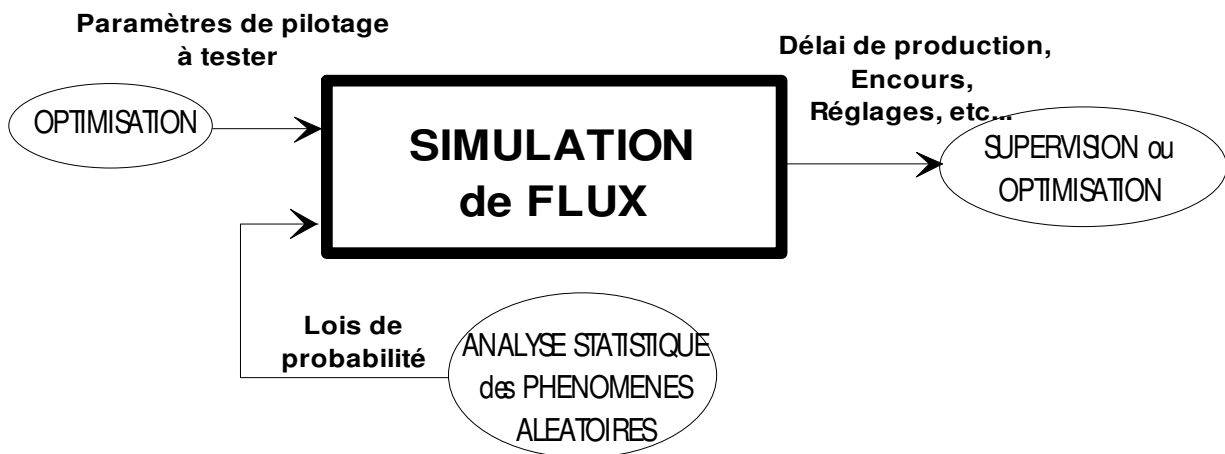 Paramètres de pilotage
à tester
OPTIMISATION
SIMULATION
de FLUX
Délai de production,
Encours,
Réglages, etc...
SUPERVISION ou
OPTIMISATION
Lois de
probabilité
ANALYSE STATISTIQUE
des PHENOMENES
ALEATOIRES